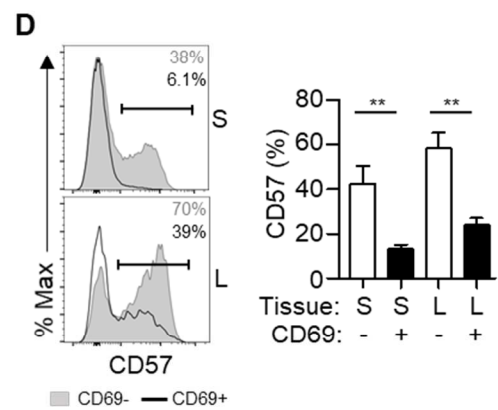 D
38%
6.1%
S
70%
39%
L
% Max
CD57
CD69- CD69+
CD57 (%)
80
60
40
20
0
** **
Tissue: S S L L
CD69: - + - +